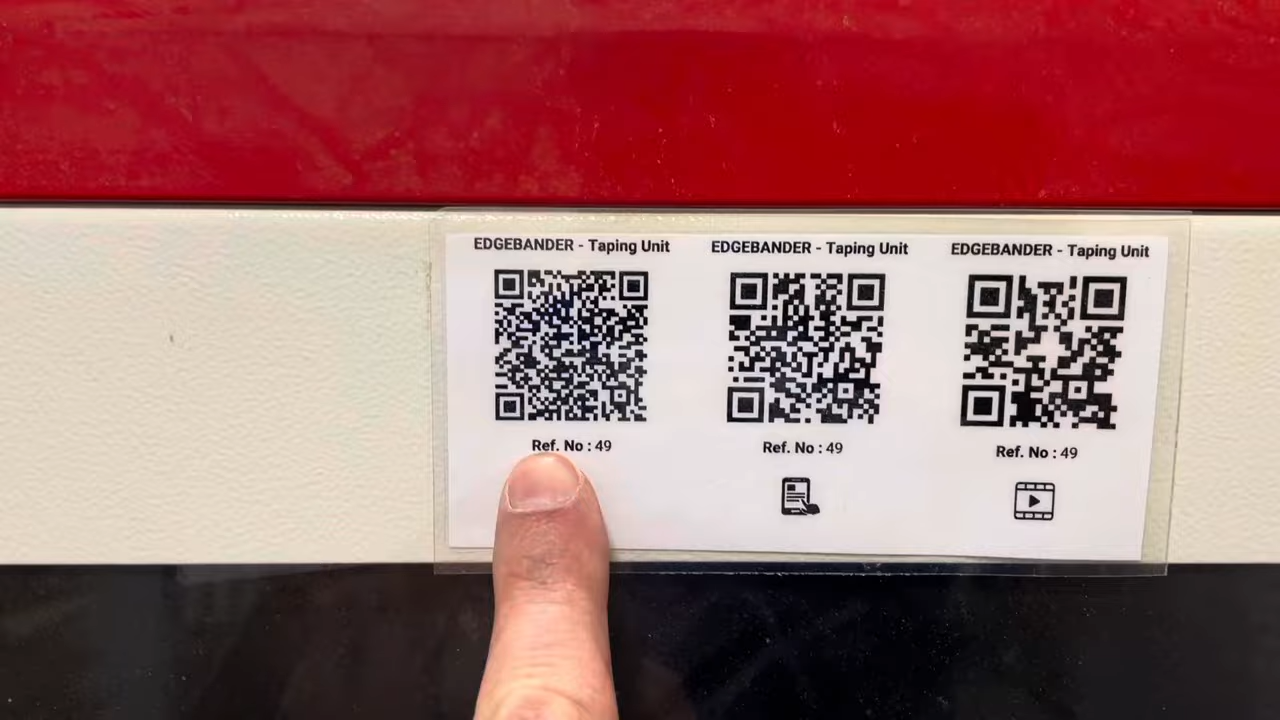 EDGEBANDER - Taping Unit
Ref. No : 49
EDGEBANDER - Taping Unit
Ref. No : 49
EDGEBANDER - Taping Unit
Ref. No : 49